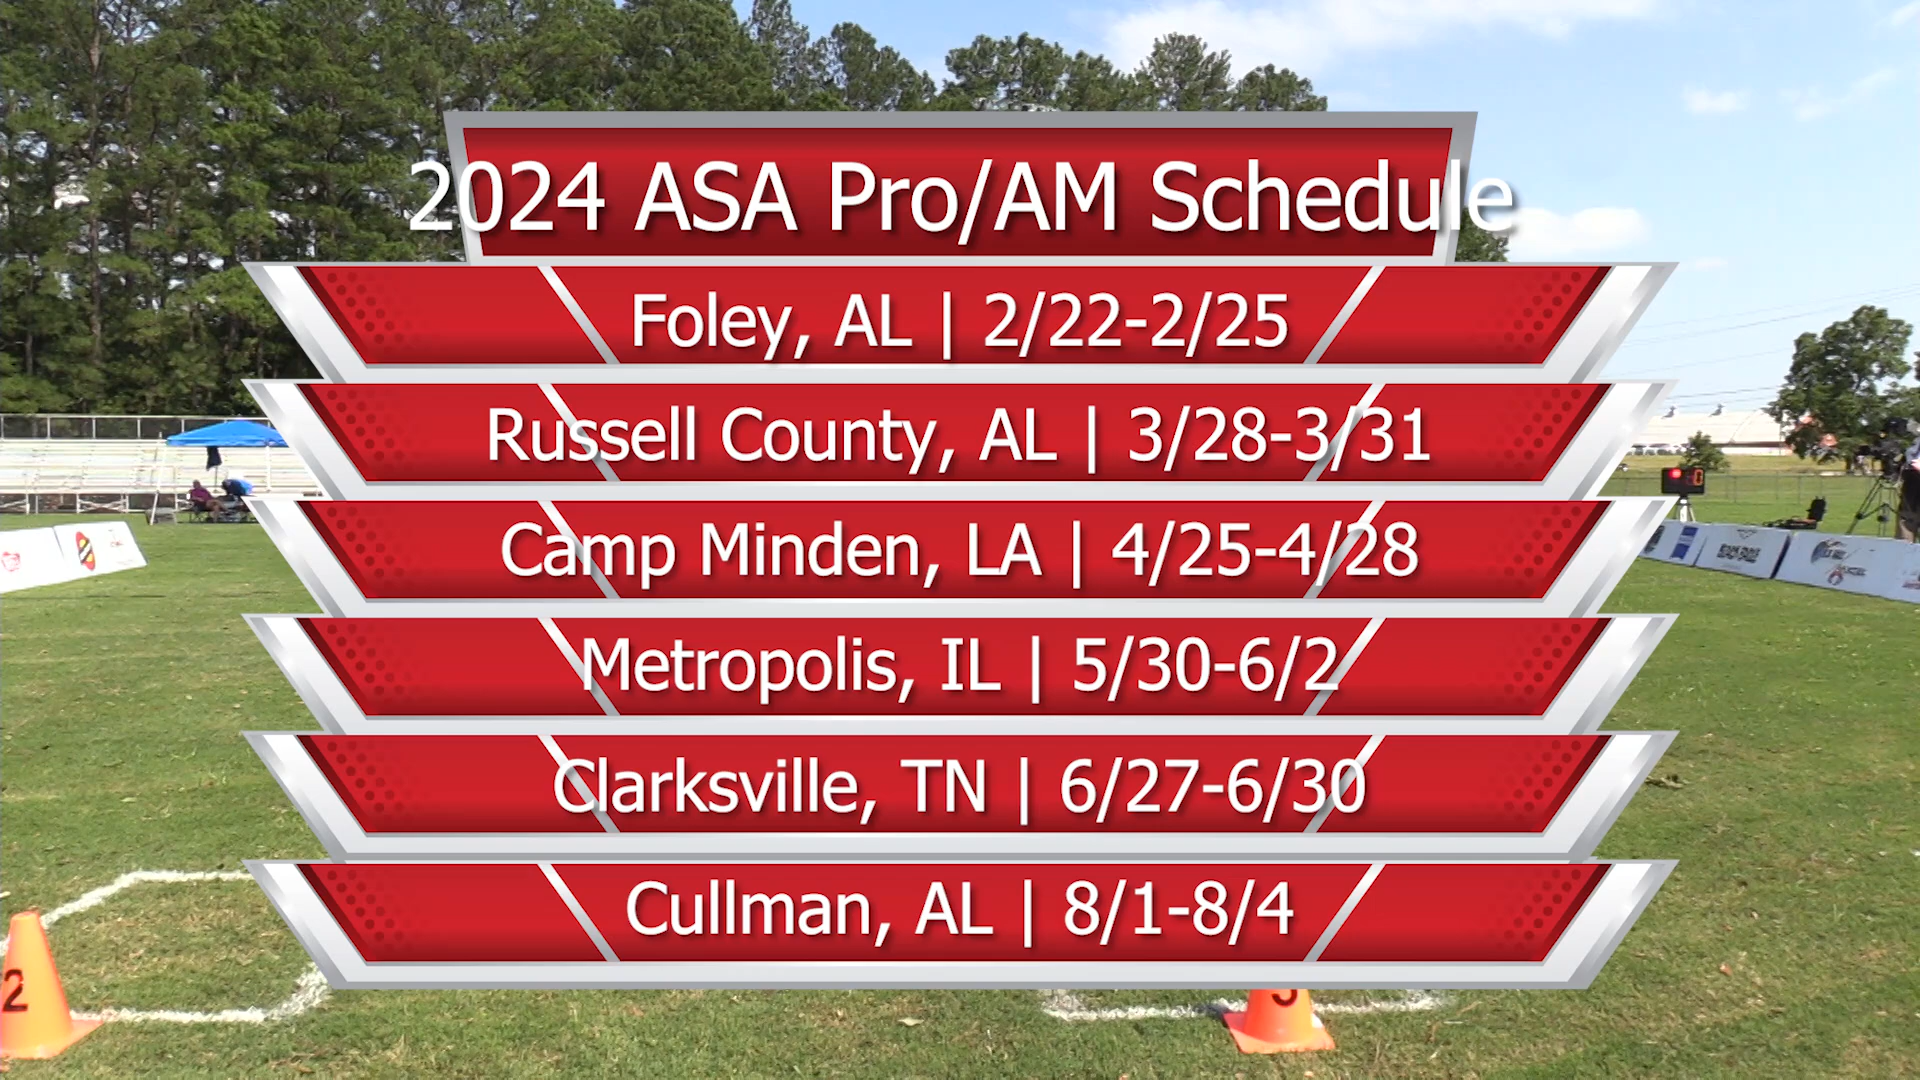 2024 ASA Pro/AM Schedule
Foley, AL | 2/22-2/25
Russell County, AL | 3/28-3/31
Camp Minden, LA | 4/25-4/28
Metropolis, IL | 5/30-6/2
Clarksville, TN | 6/27-6/30
Cullman, AL | 8/1-8/4
2